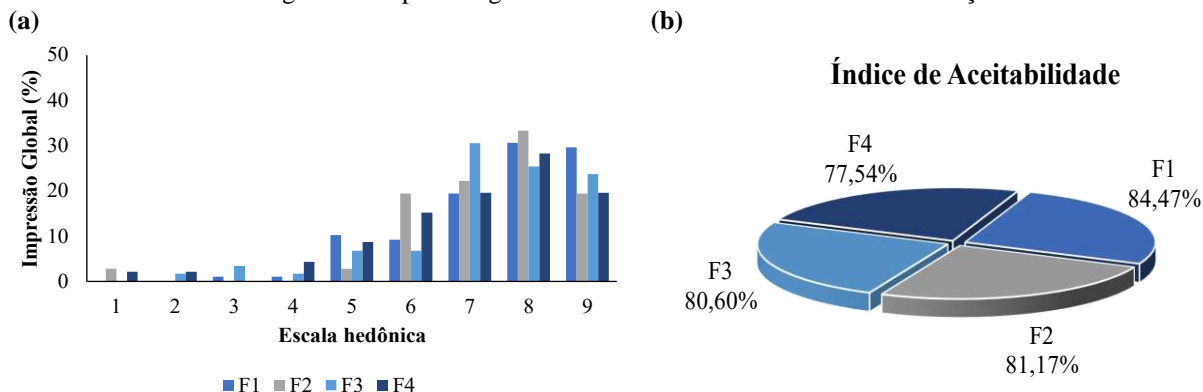 (a)
(b)
Impressão Global (%)
50
40
30
20
10
0
1 2 3 4 5 6 7 8 9
Escala hedônica
F1 F2 F3 F4
Índice de Aceitabilidade
F4
77,54%
F1
84,47%
F3
80,60%
F2
81,17%